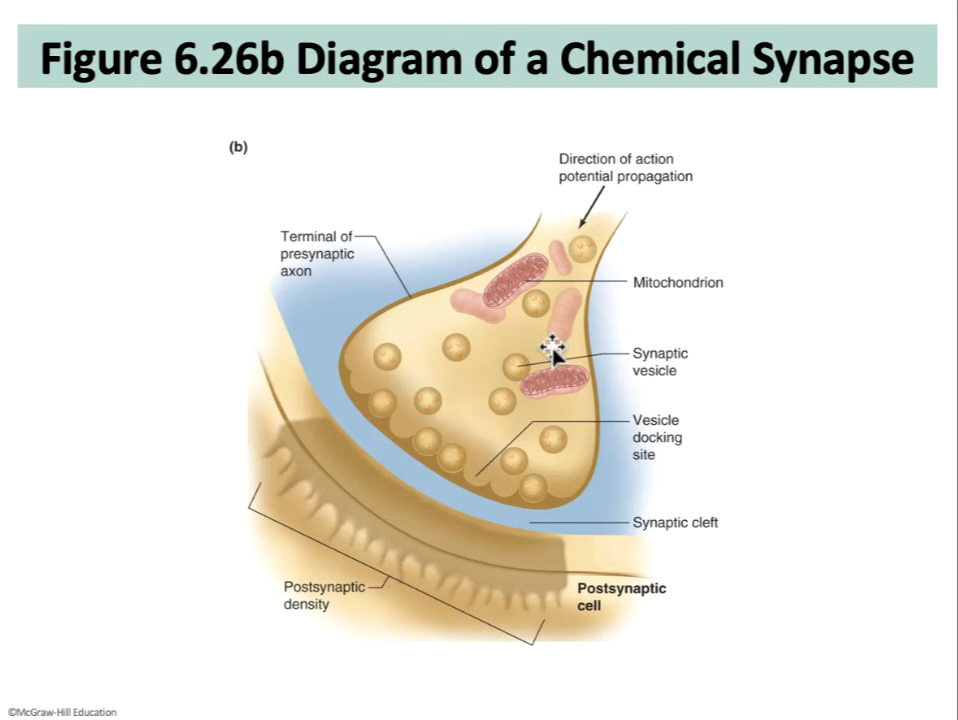 Figure 6.26b Diagram of a Chemical Synapse
(b)
Direction of action
potential propagation
Terminal of
presynaptic
axon
Mitochondrion
Synaptic
vesicle
Vesicle
docking
site
Synaptic cleft
Postsynaptic
density
Postsynaptic
cell
©McGraw-Hill Education